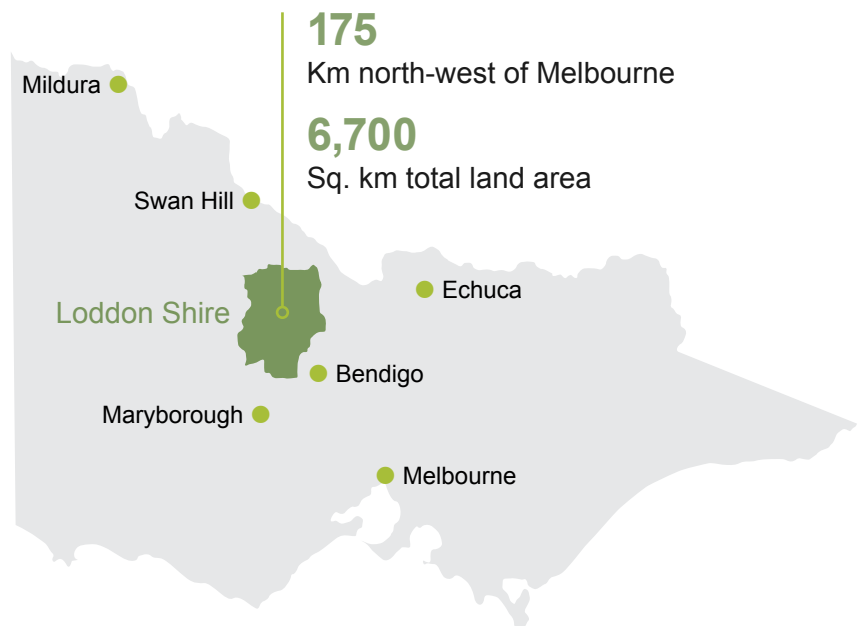 175
Km north-west of Melbourne
6,700
Sq. km total land area
Mildura
Swan Hill
Echuca
Loddon Shire
Bendigo
Maryborough
Melbourne